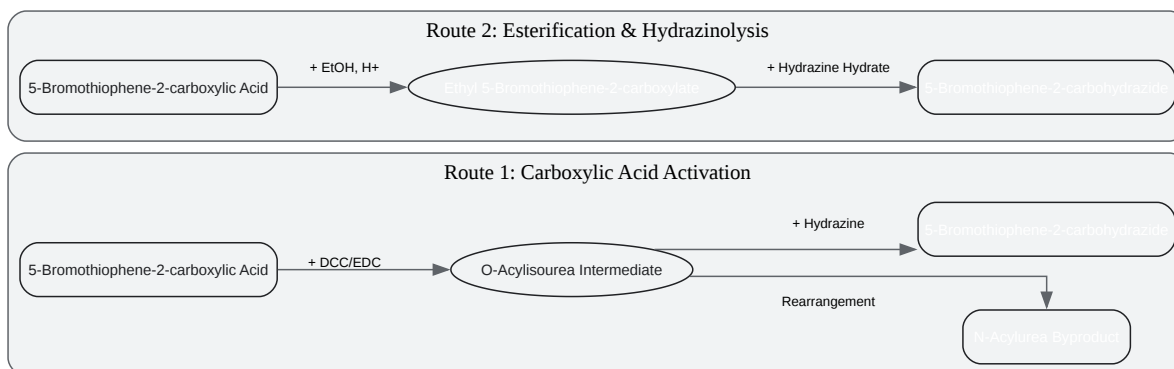 Route 2: Esterification & Hydrazinolysis
5-Bromothiophene-2-carboxylic Acid
+ EtOH, H+
Ethyl 5-Bromothiophene-2-carboxylate
+ Hydrazine Hydrate
5-Bromothiophene-2-carbohydrazide
Route 1: Carboxylic Acid Activation
5-Bromothiophene-2-carboxylic Acid
+ DCC/EDC
O-Acylisourea Intermediate
+ Hydrazine
5-Bromothiophene-2-carbohydrazide
Rearrangement
N-Acylurea Byproduct